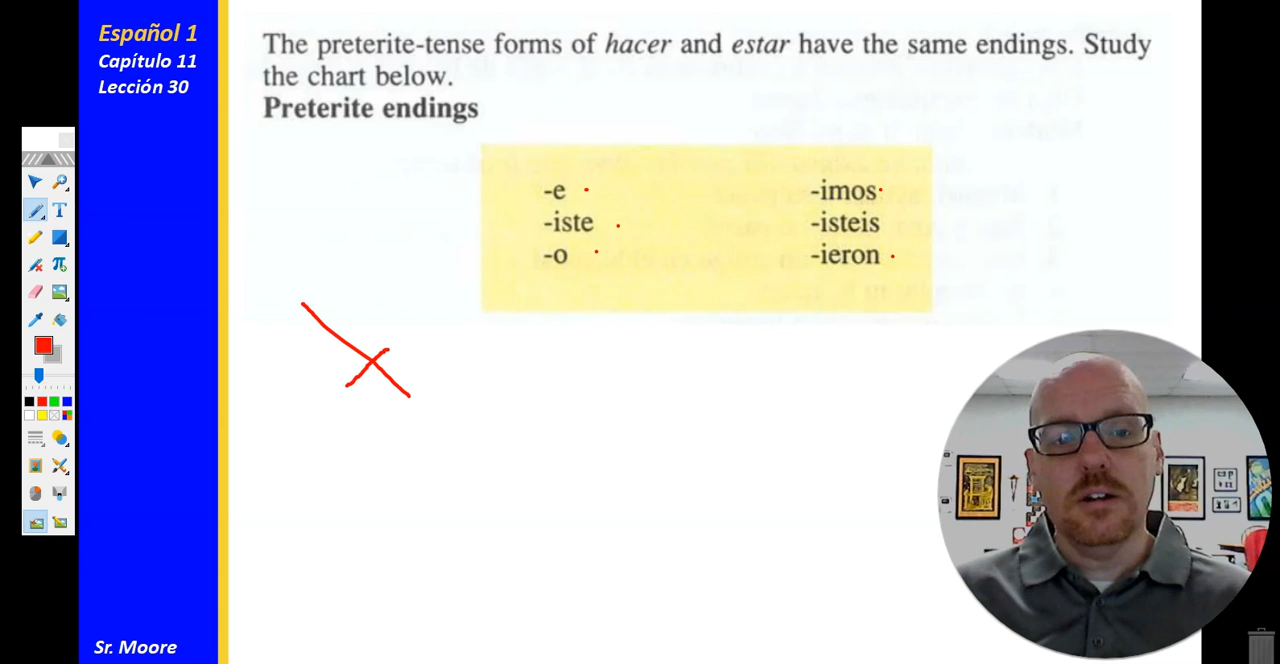 Español 1
Capítulo 11
Lección 30
The preterite-tense forms of hacer and estar have the same endings. Study
the chart below.
Preterite endings
-e -imos
-iste -isteis
-o -ieron
T
π
Sr. Moore